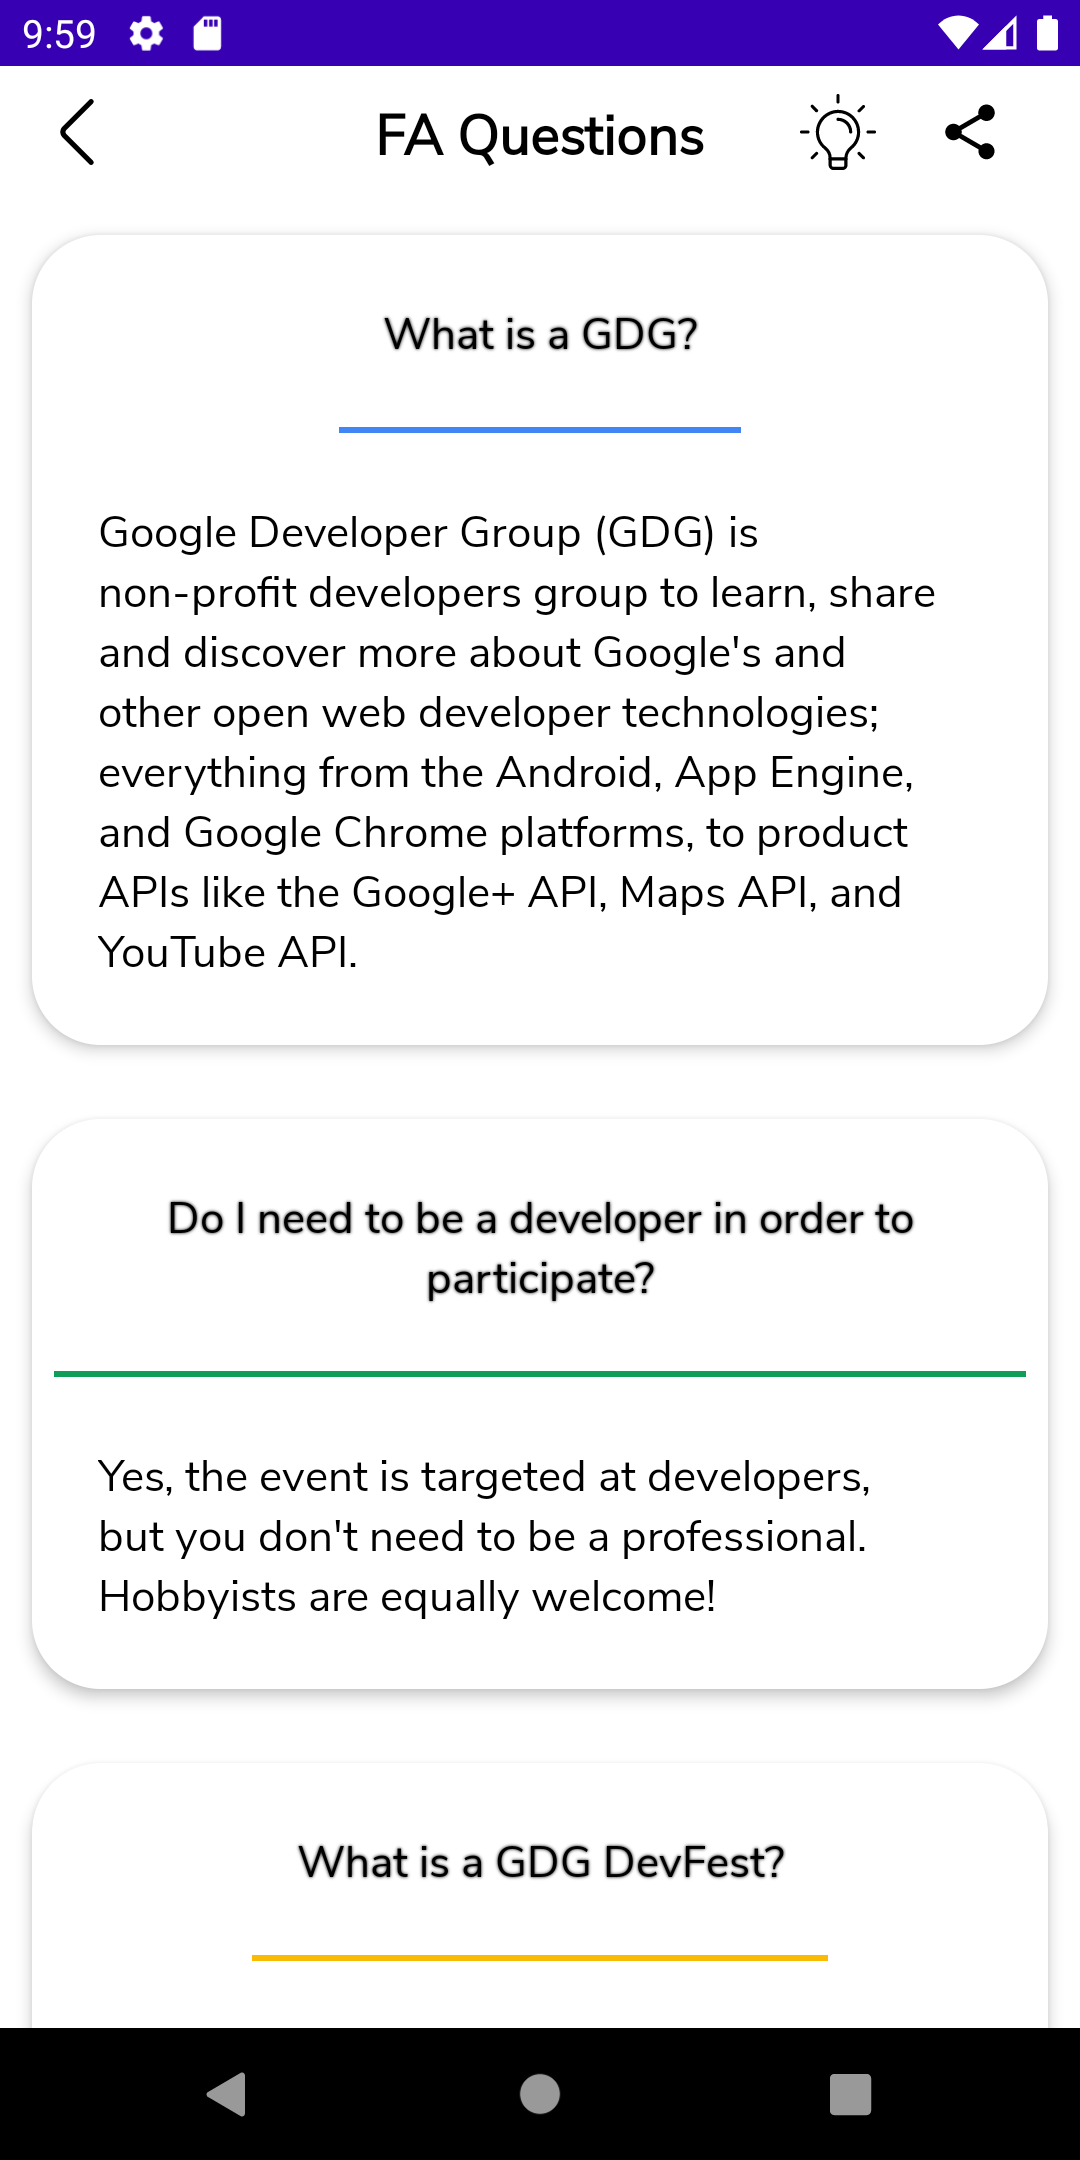 9:59
FA Questions
What is a GDG?
Google Developer Group (GDG) is
non-profit developers group to learn, share
and discover more about Google's and
other open web developer technologies;
everything from the Android, App Engine,
and Google Chrome platforms, to product
APIs like the Google+ API, Maps API, and
YouTube API.
Do I need to be a developer in order to
participate?
Yes, the event is targeted at developers,
but you don't need to be a professional.
Hobbyists are equally welcome!
What is a GDG DevFest?